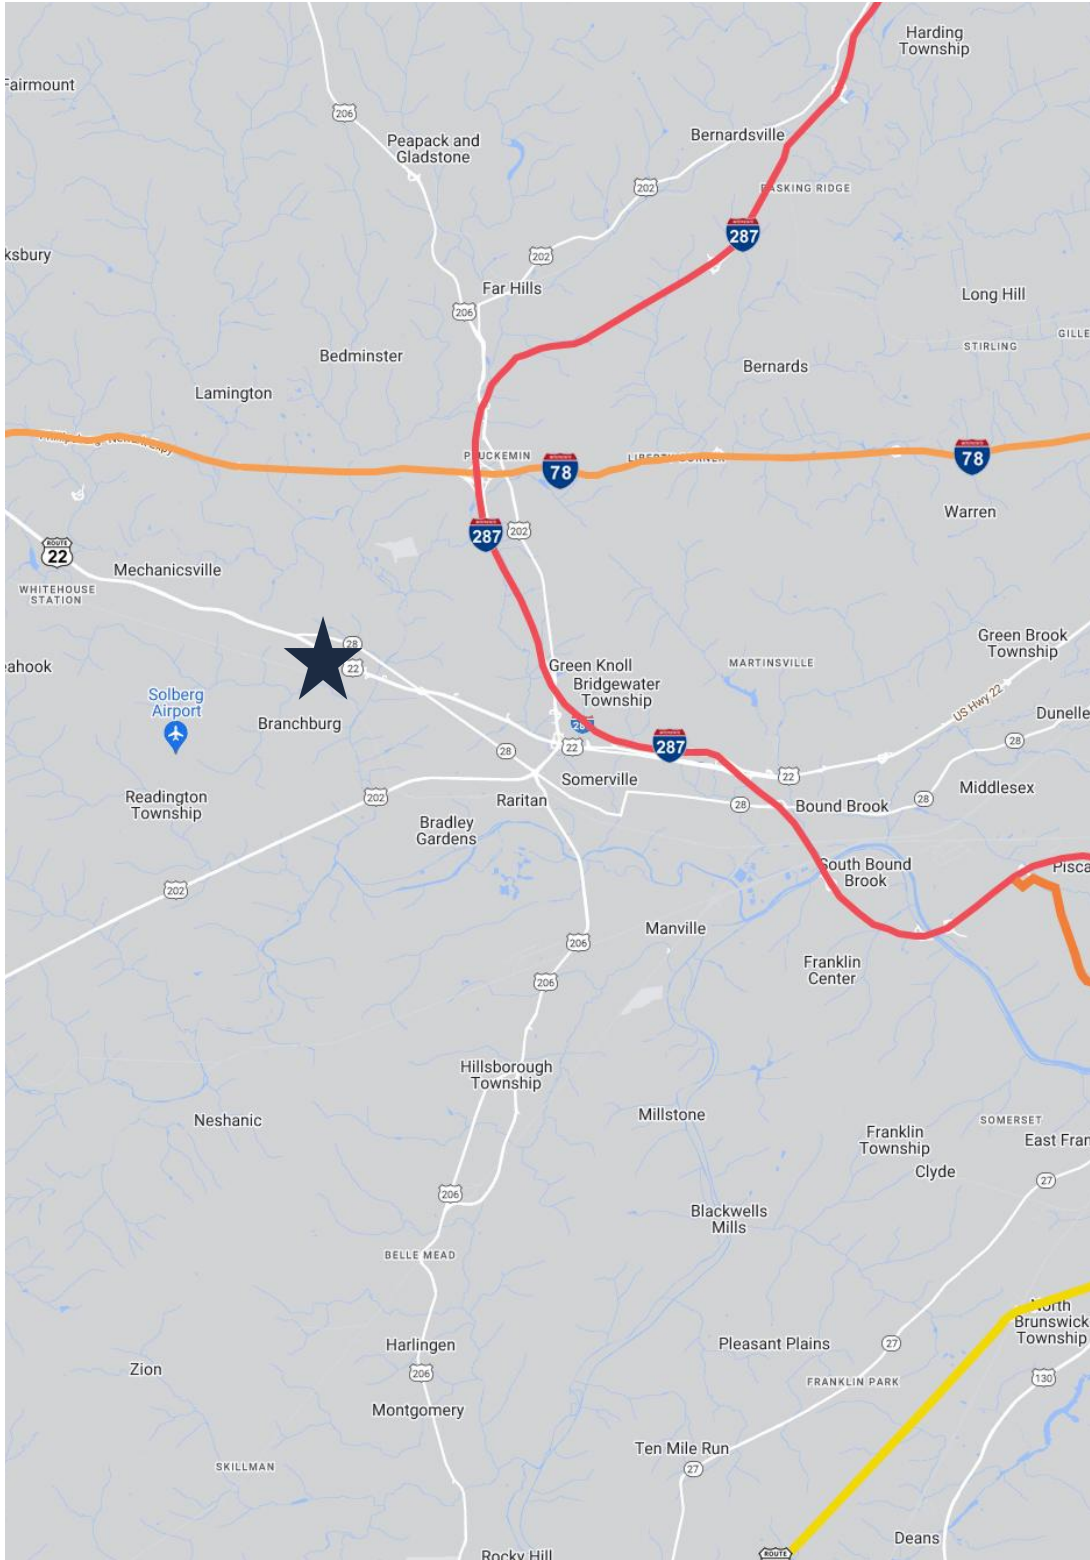 Harding
Township
Fairmount
206
Peapack and
Gladstone
Bernardsville
202
BASKING RIDGE
287
ksbury
202
Far Hills
Long Hill
206
GILLE
STIRLING
Bedminster
Bernards
Lamington
PLUCKEMIN
LIBERTY CORNER
78
78
Warren
287
202
ROUTE
22
Mechanicsville
WHITEHOUSE
STATION
28
Green Brook
Township
eahook
22
Green Knoll
Bridgewater
Township
MARTINSVILLE
Solberg
Airport
US Hwy 22
Dunelle
Branchburg
287
28
28
22
22
Somerville
Middlesex
Readington
Township
202
Raritan
28
Bound Brook
28
Bradley
Gardens
South Bound
Brook
Pisca
202
Manville
206
Franklin
Center
206
Hillsborough
Township
Neshanic
Millstone
SOMERSET
Franklin
Township
East Fran
Clyde
27
206
Blackwells
Mills
BELLE MEAD
North
Brunswick
Township
Harlingen
Pleasant Plains
27
Zion
206
FRANKLIN PARK
130
Montgomery
Ten Mile Run
SKILLMAN
27
Deans
Rocky Hill
ROUTE